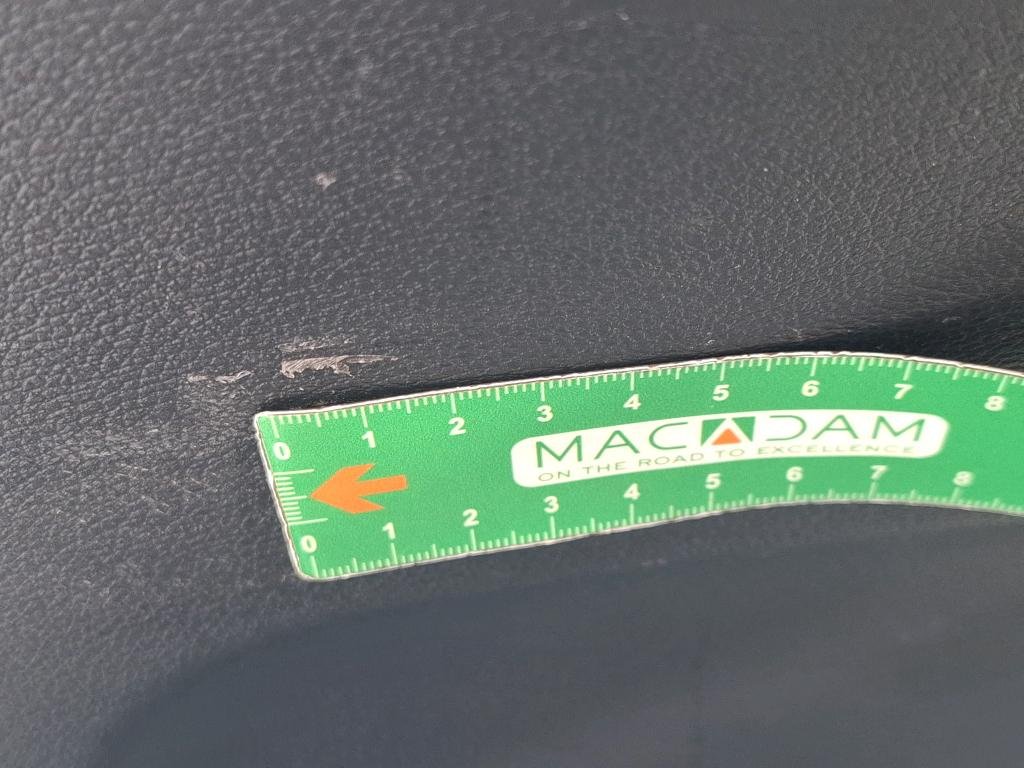 0 1 2 3 4 5 6 7 8
MACADAM
ON THE ROAD TO EXCELLENCE
0 1 2 3 4 5 6 7 8